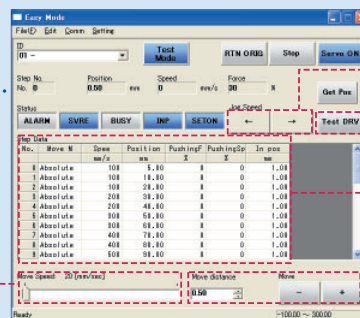 Easy Mode
File(F) Edit Comm Setting
ID
01 -
Test Mode
RTN ORIG Stop Servo ON
Step No. Position Speed Force
No. 0 0.50 mm 0 mm/s 30 N
Get Pos
Status Jog Speed
ALARM SVRE BUSY INP SETON ← → Test DRV
Step Data
No. Move M Speed Position PushingF PushingSp In pos
mm/s mm % % mm
0 Absolute 100 5.00 0 0 1.00
1 Absolute 100 10.00 0 0 1.00
2 Absolute 100 20.00 0 0 1.00
3 Absolute 200 30.00 0 0 1.00
4 Absolute 200 40.00 0 0 1.00
5 Absolute 300 50.00 0 0 1.00
6 Absolute 300 60.00 0 0 1.00
7 Absolute 400 70.00 0 0 1.00
8 Absolute 400 80.00 0 0 1.00
9 Absolute 500 90.00 0 0 1.00
Move Speed 20 [mm/sec] Move distance Move
0.50 - +
Ready -100.00 ~ 300.00